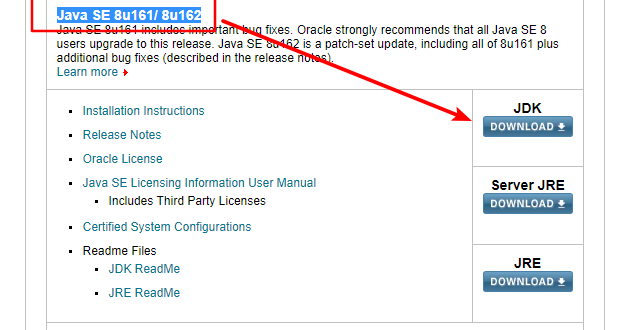 Java SE 8u161/ 8u162
Java SE 8u161 includes important bug fixes. Oracle strongly recommends that all Java SE 8
users upgrade to this release. Java SE 8u162 is a patch-set update, including all of 8u161 plus
additional bug fixes (described in the release notes).
Learn more
Installation Instructions
Release Notes
Oracle License
Java SE Licensing Information User Manual
Includes Third Party Licenses
Certified System Configurations
Readme Files
JDK ReadMe
JRE ReadMe
JDK
DOWNLOAD
Server JRE
DOWNLOAD
JRE
DOWNLOAD